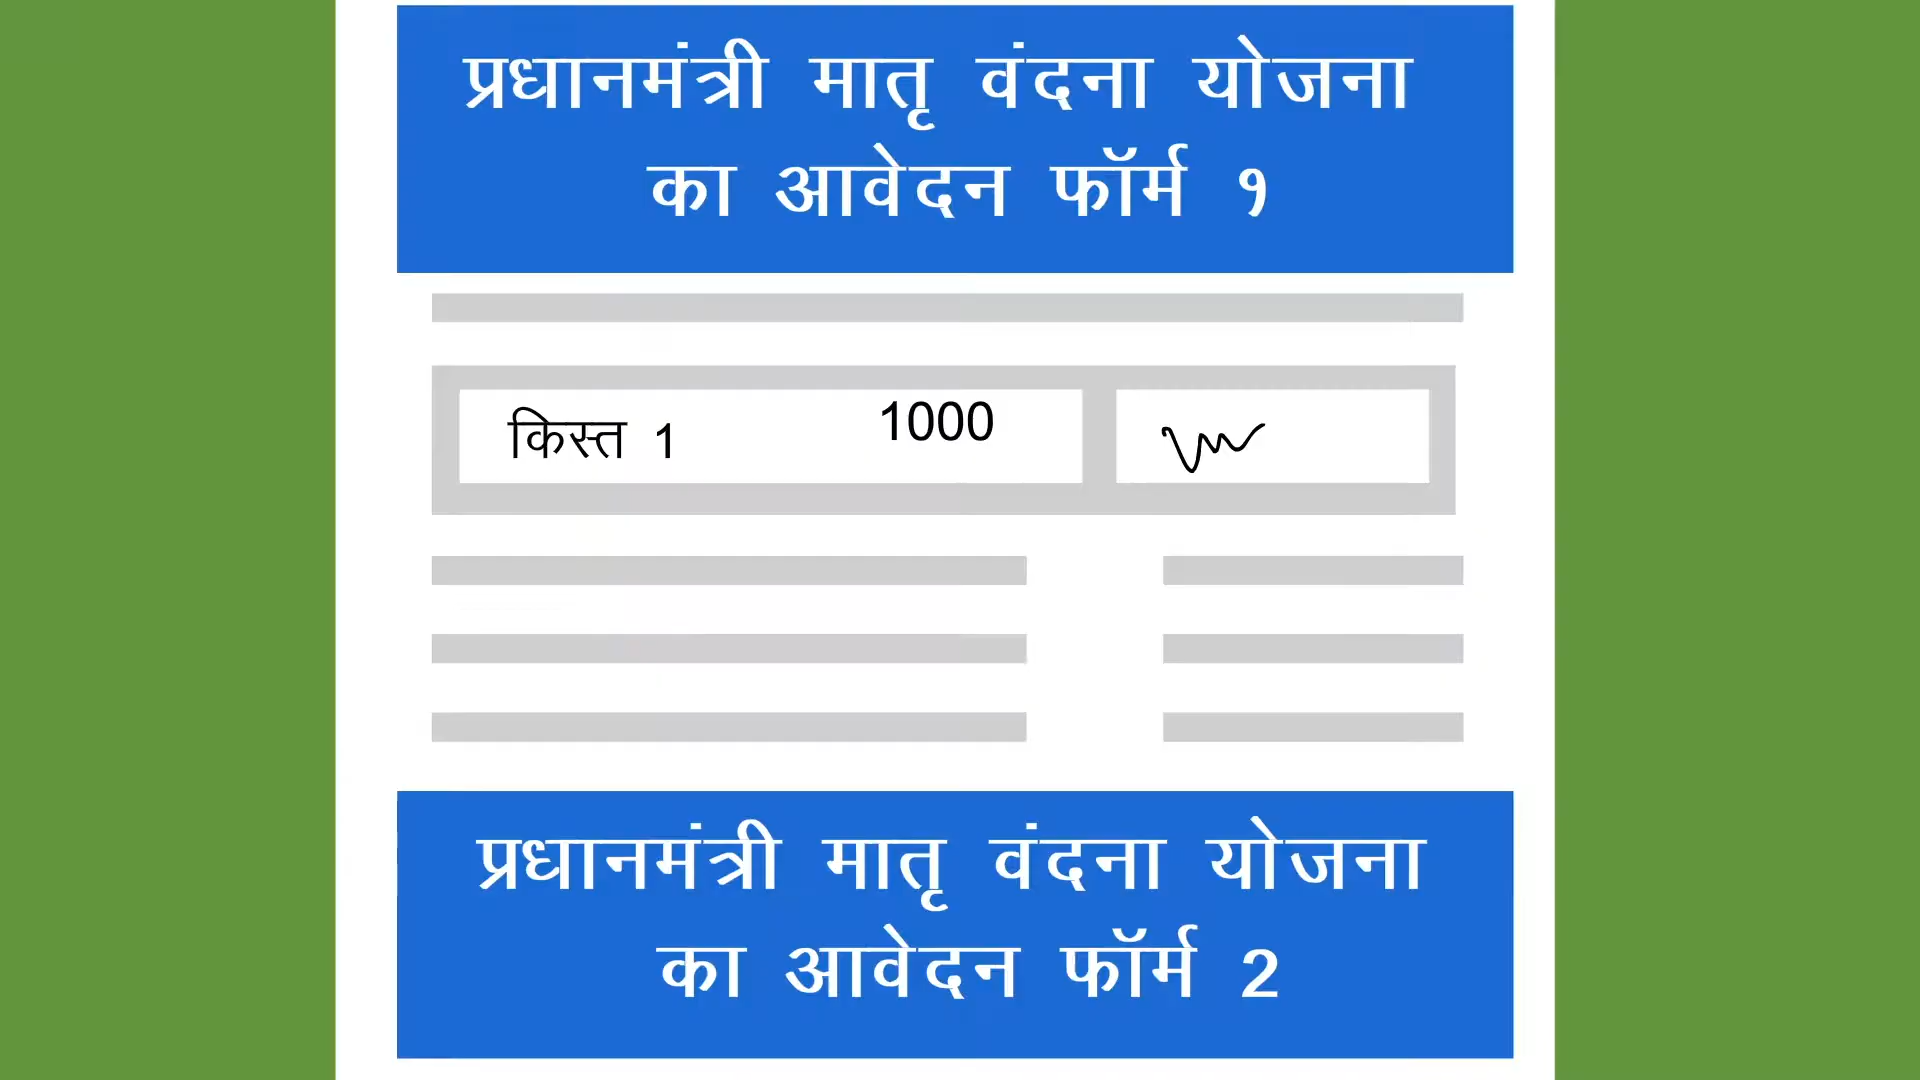 प्रधानमंत्री मातृ वंदना योजना
का आवेदन फॉर्म १
किस्त 1 1000
प्रधानमंत्री मातृ वंदना योजना
का आवेदन फॉर्म 2